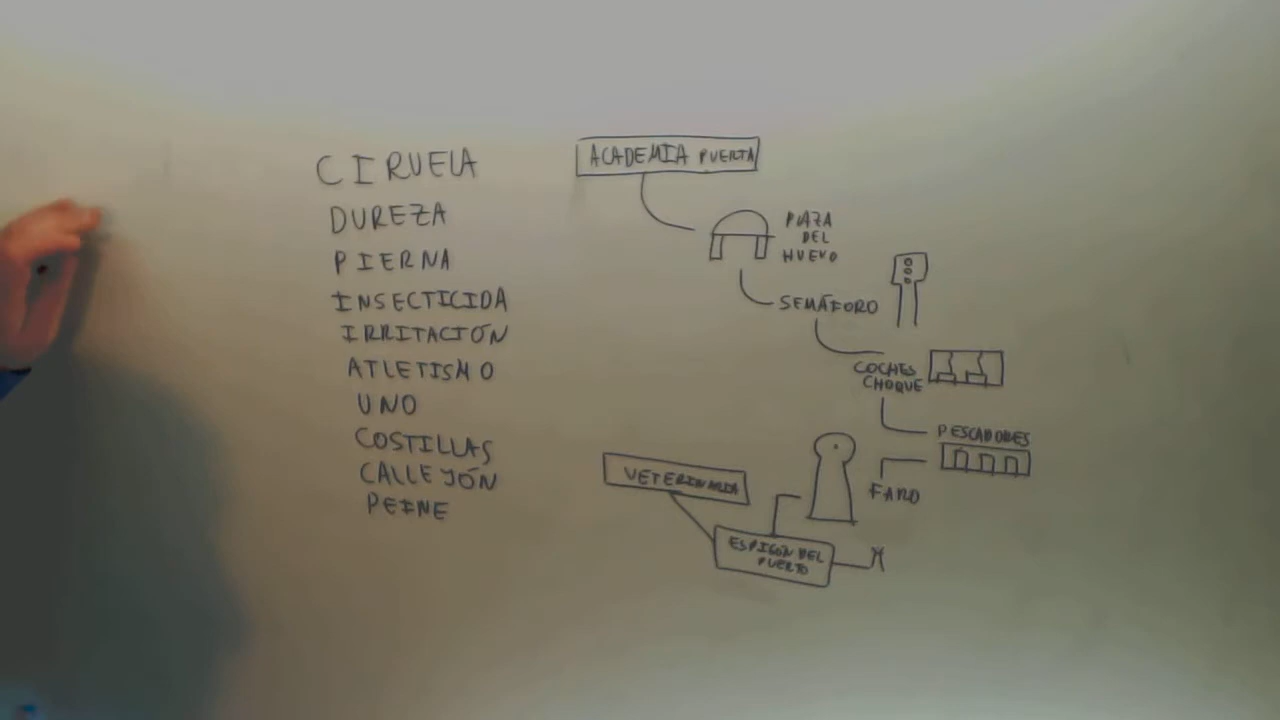 CIRUELA
DUREZA
PIERNA
INSECTICIDA
IRRITACIÓN
ATLETISMO
UNO
COSTILLAS
CALLEJÓN
PEINE
ACADEMIA PUERTA
PLAZA
DEL
HUEVO
SEMÁFORO
COCHES
CHOQUE
PESCADORES
FARO
VETERINARIA
ESPIGÓN DEL
PUERTO